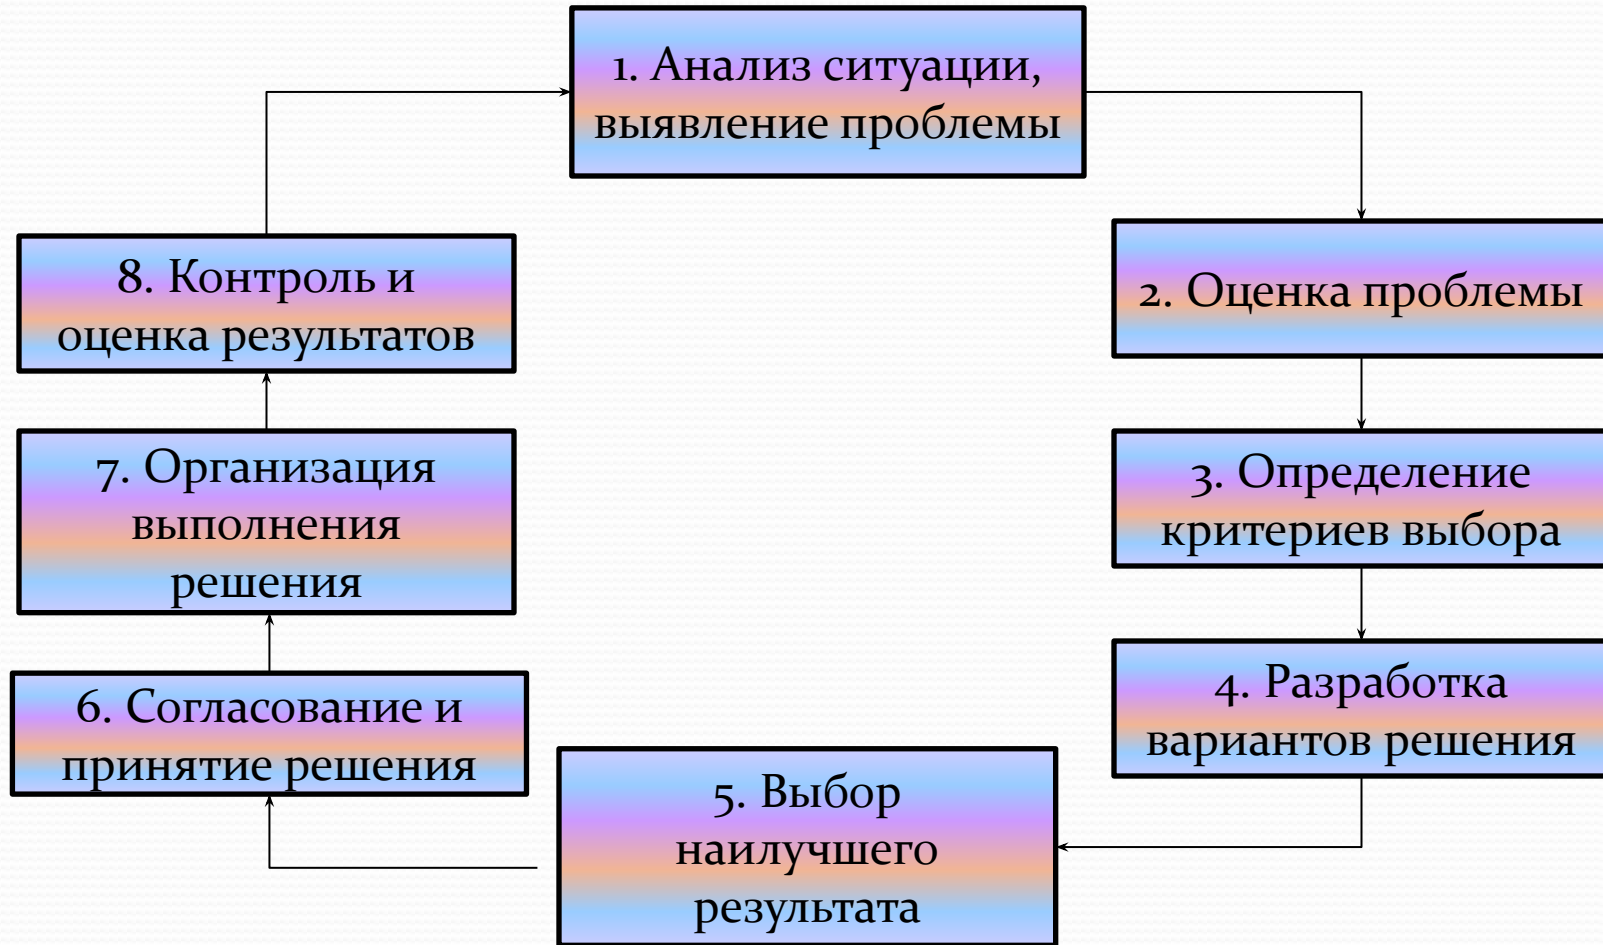 1. Анализ ситуации,
выявление проблемы
2. Оценка проблемы
3. Определение
критериев выбора
4. Разработка
вариантов решения
5. Выбор
наилучшего
результата
6. Согласование и
принятие решения
7. Организация
выполнения
решения
8. Контроль и
оценка результатов